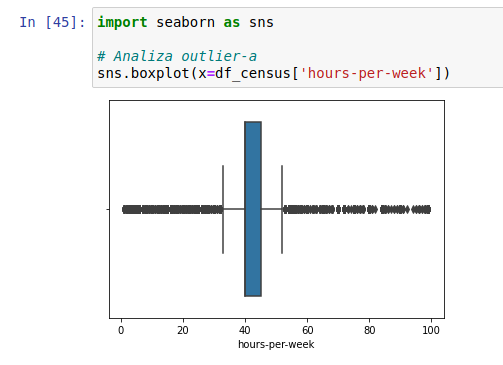 In [45]: import seaborn as sns
# Analiza outlier-a
sns.boxplot(x=df_census['hours-per-week'])
0 20 40 60 80 100
hours-per-week